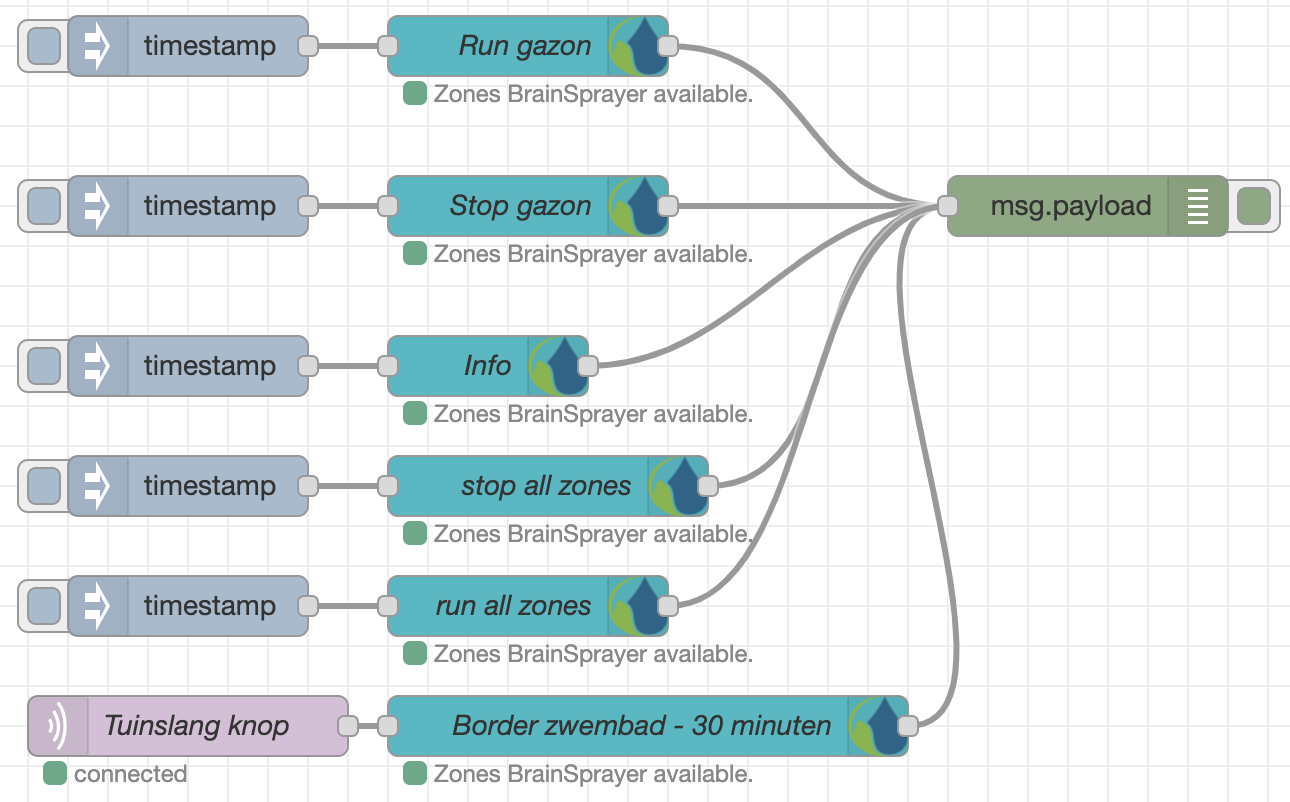 timestamp
Run gazon
Zones BrainSprayer available.
timestamp
Stop gazon
msg.payload
Zones BrainSprayer available.
timestamp
Info
Zones BrainSprayer available.
timestamp
stop all zones
Zones BrainSprayer available.
timestamp
run all zones
Zones BrainSprayer available.
Tuinslang knop
Border zwembad - 30 minuten
connected
Zones BrainSprayer available.